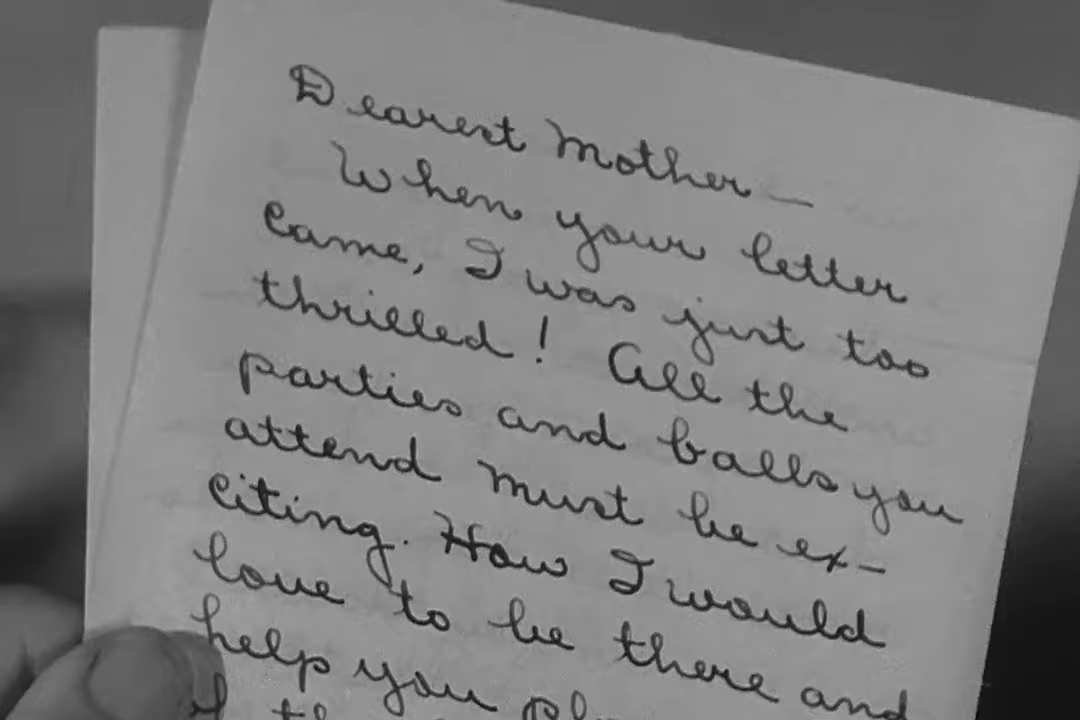 Dearest Mother—
When your letter
came, I was just too
thrilled! All the
parties and balls you
attend must be ex-
citing. How I would
love to be there and
help you